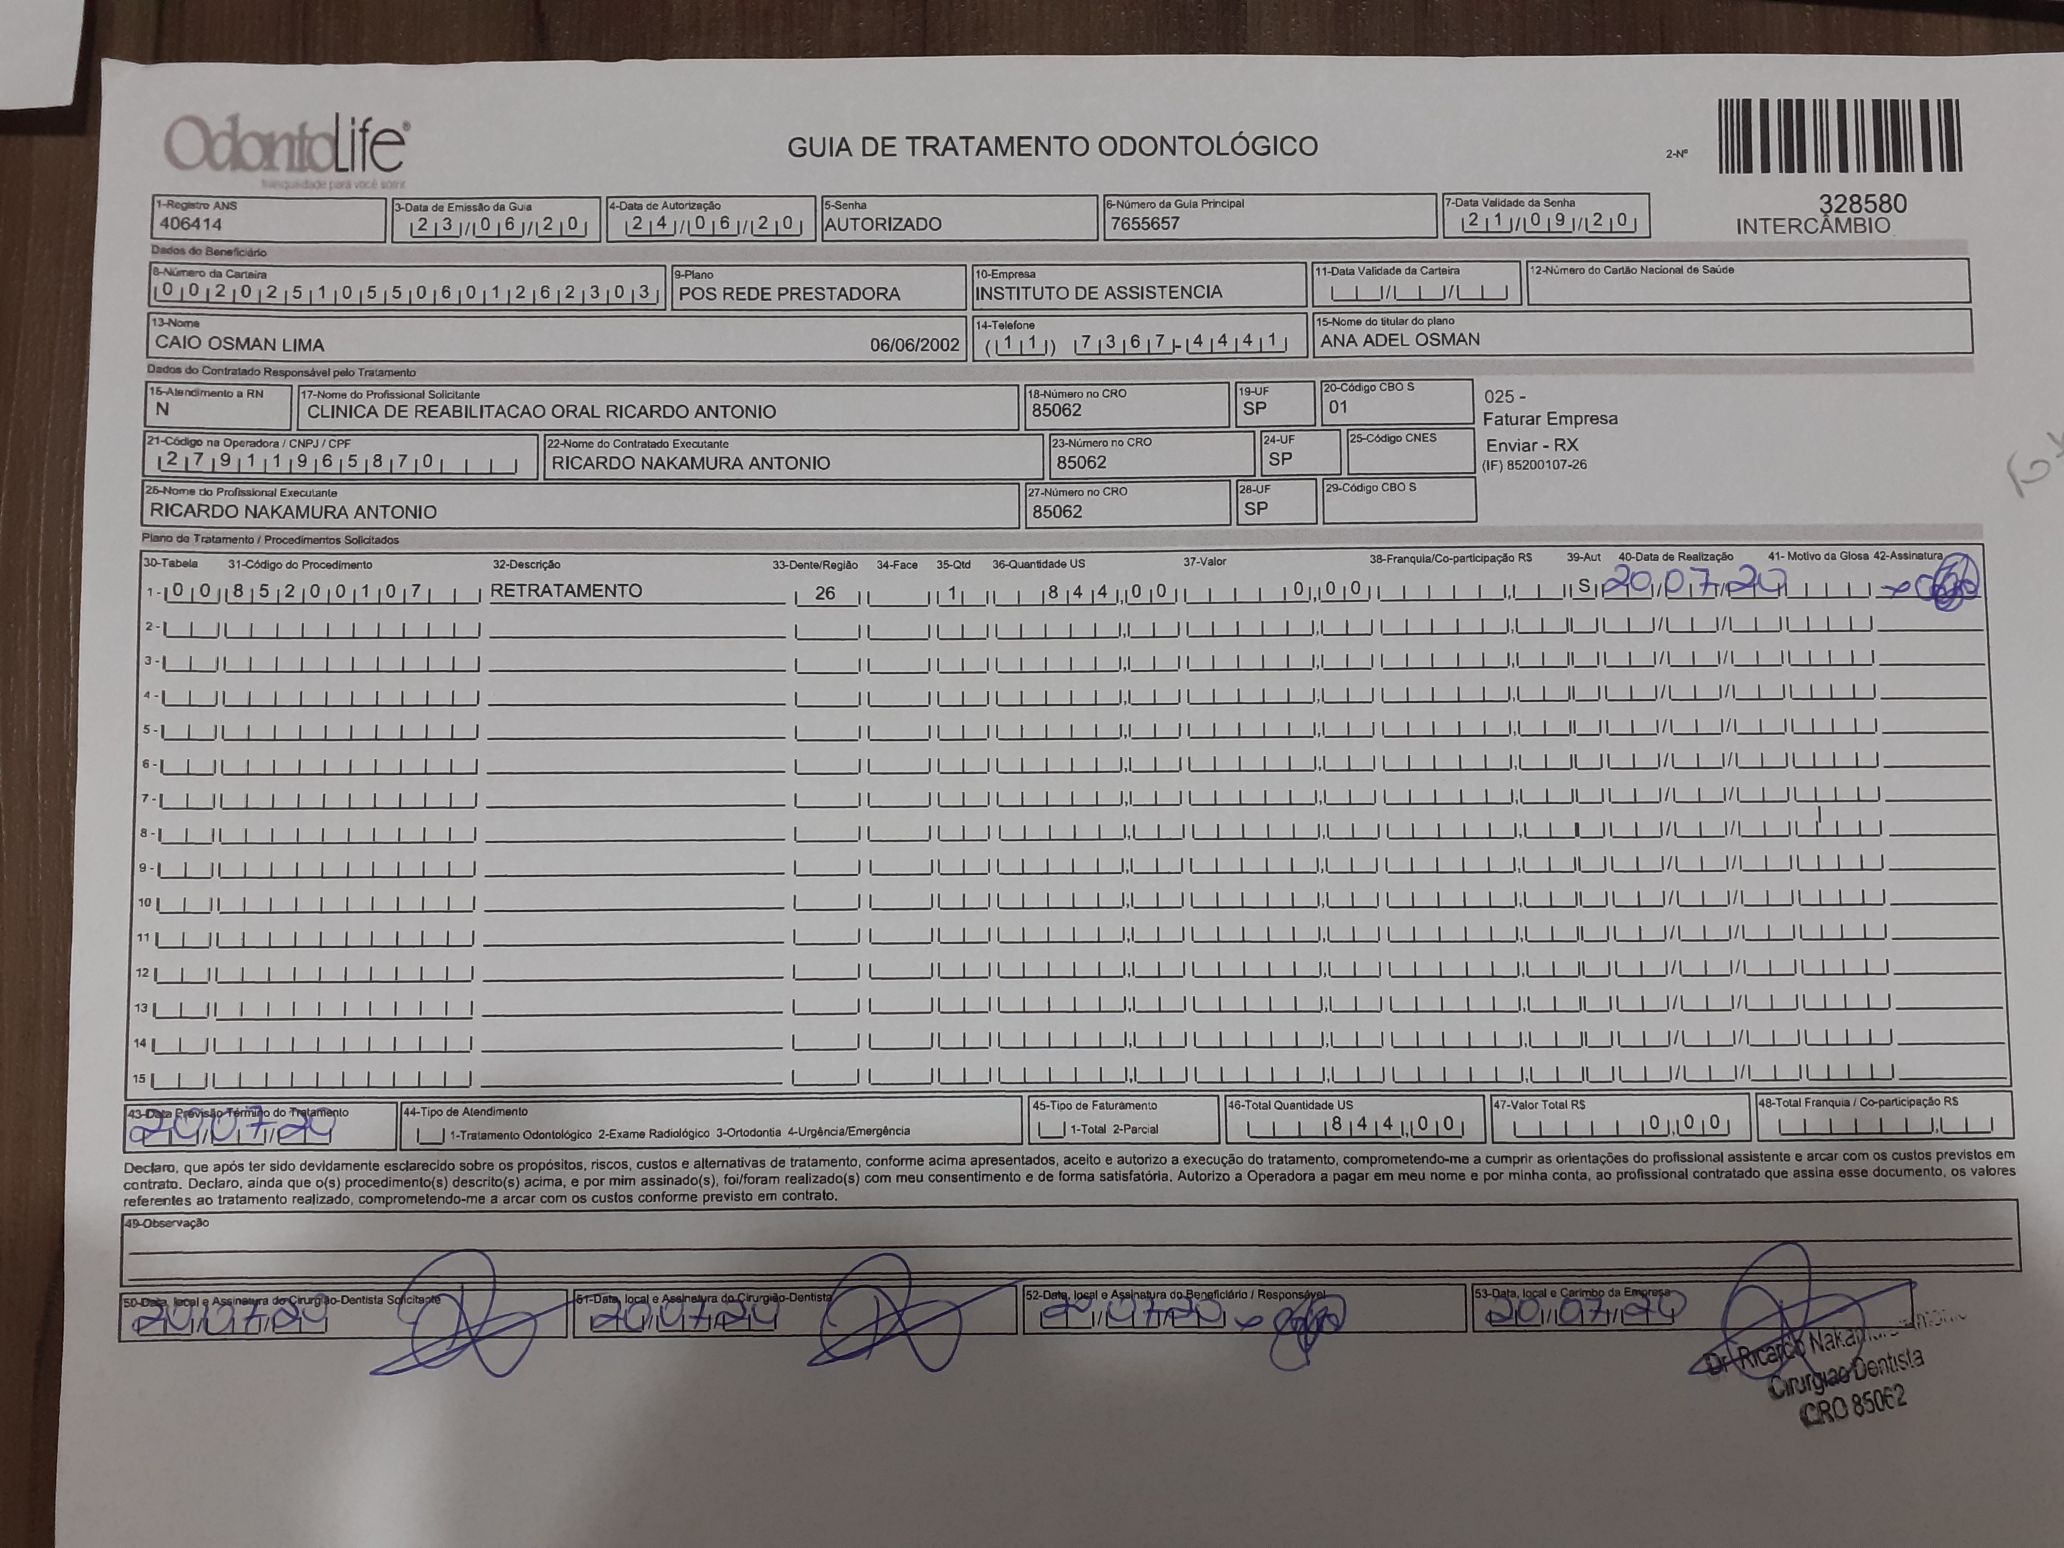 OdontoLife®
tranquilidade para você sorrir
GUIA DE TRATAMENTO ODONTOLÓGICO
2-Nº
328580
INTERCÂMBIO
1-Registro ANS
406414
3-Data de Emissão da Guia
23/06/20
4-Data de Autorização
24/06/20
5-Senha
AUTORIZADO
6-Número da Guia Principal
7655657
7-Data Validade da Senha
21/09/20
Dados do Beneficiário
8-Número da Carteira
00202510550601262303
9-Plano
POS REDE PRESTADORA
10-Empresa
INSTITUTO DE ASSISTENCIA
11-Data Validade da Carteira
12-Número do Cartão Nacional de Saúde
13-Nome
CAIO OSMAN LIMA 06/06/2002
14-Telefone
(11) 7367-4441
15-Nome do titular do plano
ANA ADEL OSMAN
Dados do Contratado Responsável pelo Tratamento
16-Atendimento a RN
N
17-Nome do Profissional Solicitante
CLINICA DE REABILITACAO ORAL RICARDO ANTONIO
18-Número no CRO
85062
19-UF
SP
20-Código CBO S
01
025 -
Faturar Empresa
Enviar - RX
(IF) 85200107-26
21-Código na Operadora / CNPJ / CPF
27911965870
22-Nome do Contratado Executante
RICARDO NAKAMURA ANTONIO
23-Número no CRO
85062
24-UF
SP
25-Código CNES
26-Nome do Profissional Executante
RICARDO NAKAMURA ANTONIO
27-Número no CRO
85062
28-UF
SP
29-Código CBO S
Plano de Tratamento / Procedimentos Solicitados
30-Tabela 31-Código do Procedimento 32-Descrição 33-Dente/Região 34-Face 35-Qtd 36-Quantidade US 37-Valor 38-Franquia/Co-participação R$ 39-Aut 40-Data de Realização 41- Motivo da Glosa 42-Assinatura
1- 00 85200107 RETRATAMENTO 26 1 844,00 0,00 S 20/07/20
2-
3-
4-
5-
6-
7-
8-
9-
10
11
12
13
14
15
43-Data Previsão Término do Tratamento
20/07/20
44-Tipo de Atendimento
1-Tratamento Odontológico 2-Exame Radiológico 3-Ortodontia 4-Urgência/Emergência
45-Tipo de Faturamento
1-Total 2-Parcial
46-Total Quantidade US
844,00
47-Valor Total R$
0,00
48-Total Franquia / Co-participação R$
Declaro, que após ter sido devidamente esclarecido sobre os propósitos, riscos, custos e alternativas de tratamento, conforme acima apresentados, aceito e autorizo a execução do tratamento, comprometendo-me a cumprir as orientações do profissional assistente e arcar com os custos previstos em
contrato. Declaro, ainda que o(s) procedimento(s) descrito(s) acima, e por mim assinado(s), foi/foram realizado(s) com meu consentimento e de forma satisfatória. Autorizo a Operadora a pagar em meu nome e por minha conta, ao profissional contratado que assina esse documento, os valores
referentes ao tratamento realizado, comprometendo-me a arcar com os custos conforme previsto em contrato.
49-Observação
50-Data, local e Assinatura do Cirurgião-Dentista Solicitante
20/07/20
51-Data, local e Assinatura do Cirurgião-Dentista
20/07/20
52-Data, local e Assinatura do Beneficiário / Responsável
20/07/20
53-Data, local e Carimbo da Empresa
20/07/20
Dr. Ricardo Nakamura Antonio
Cirurgiao Dentista
CRO 85062